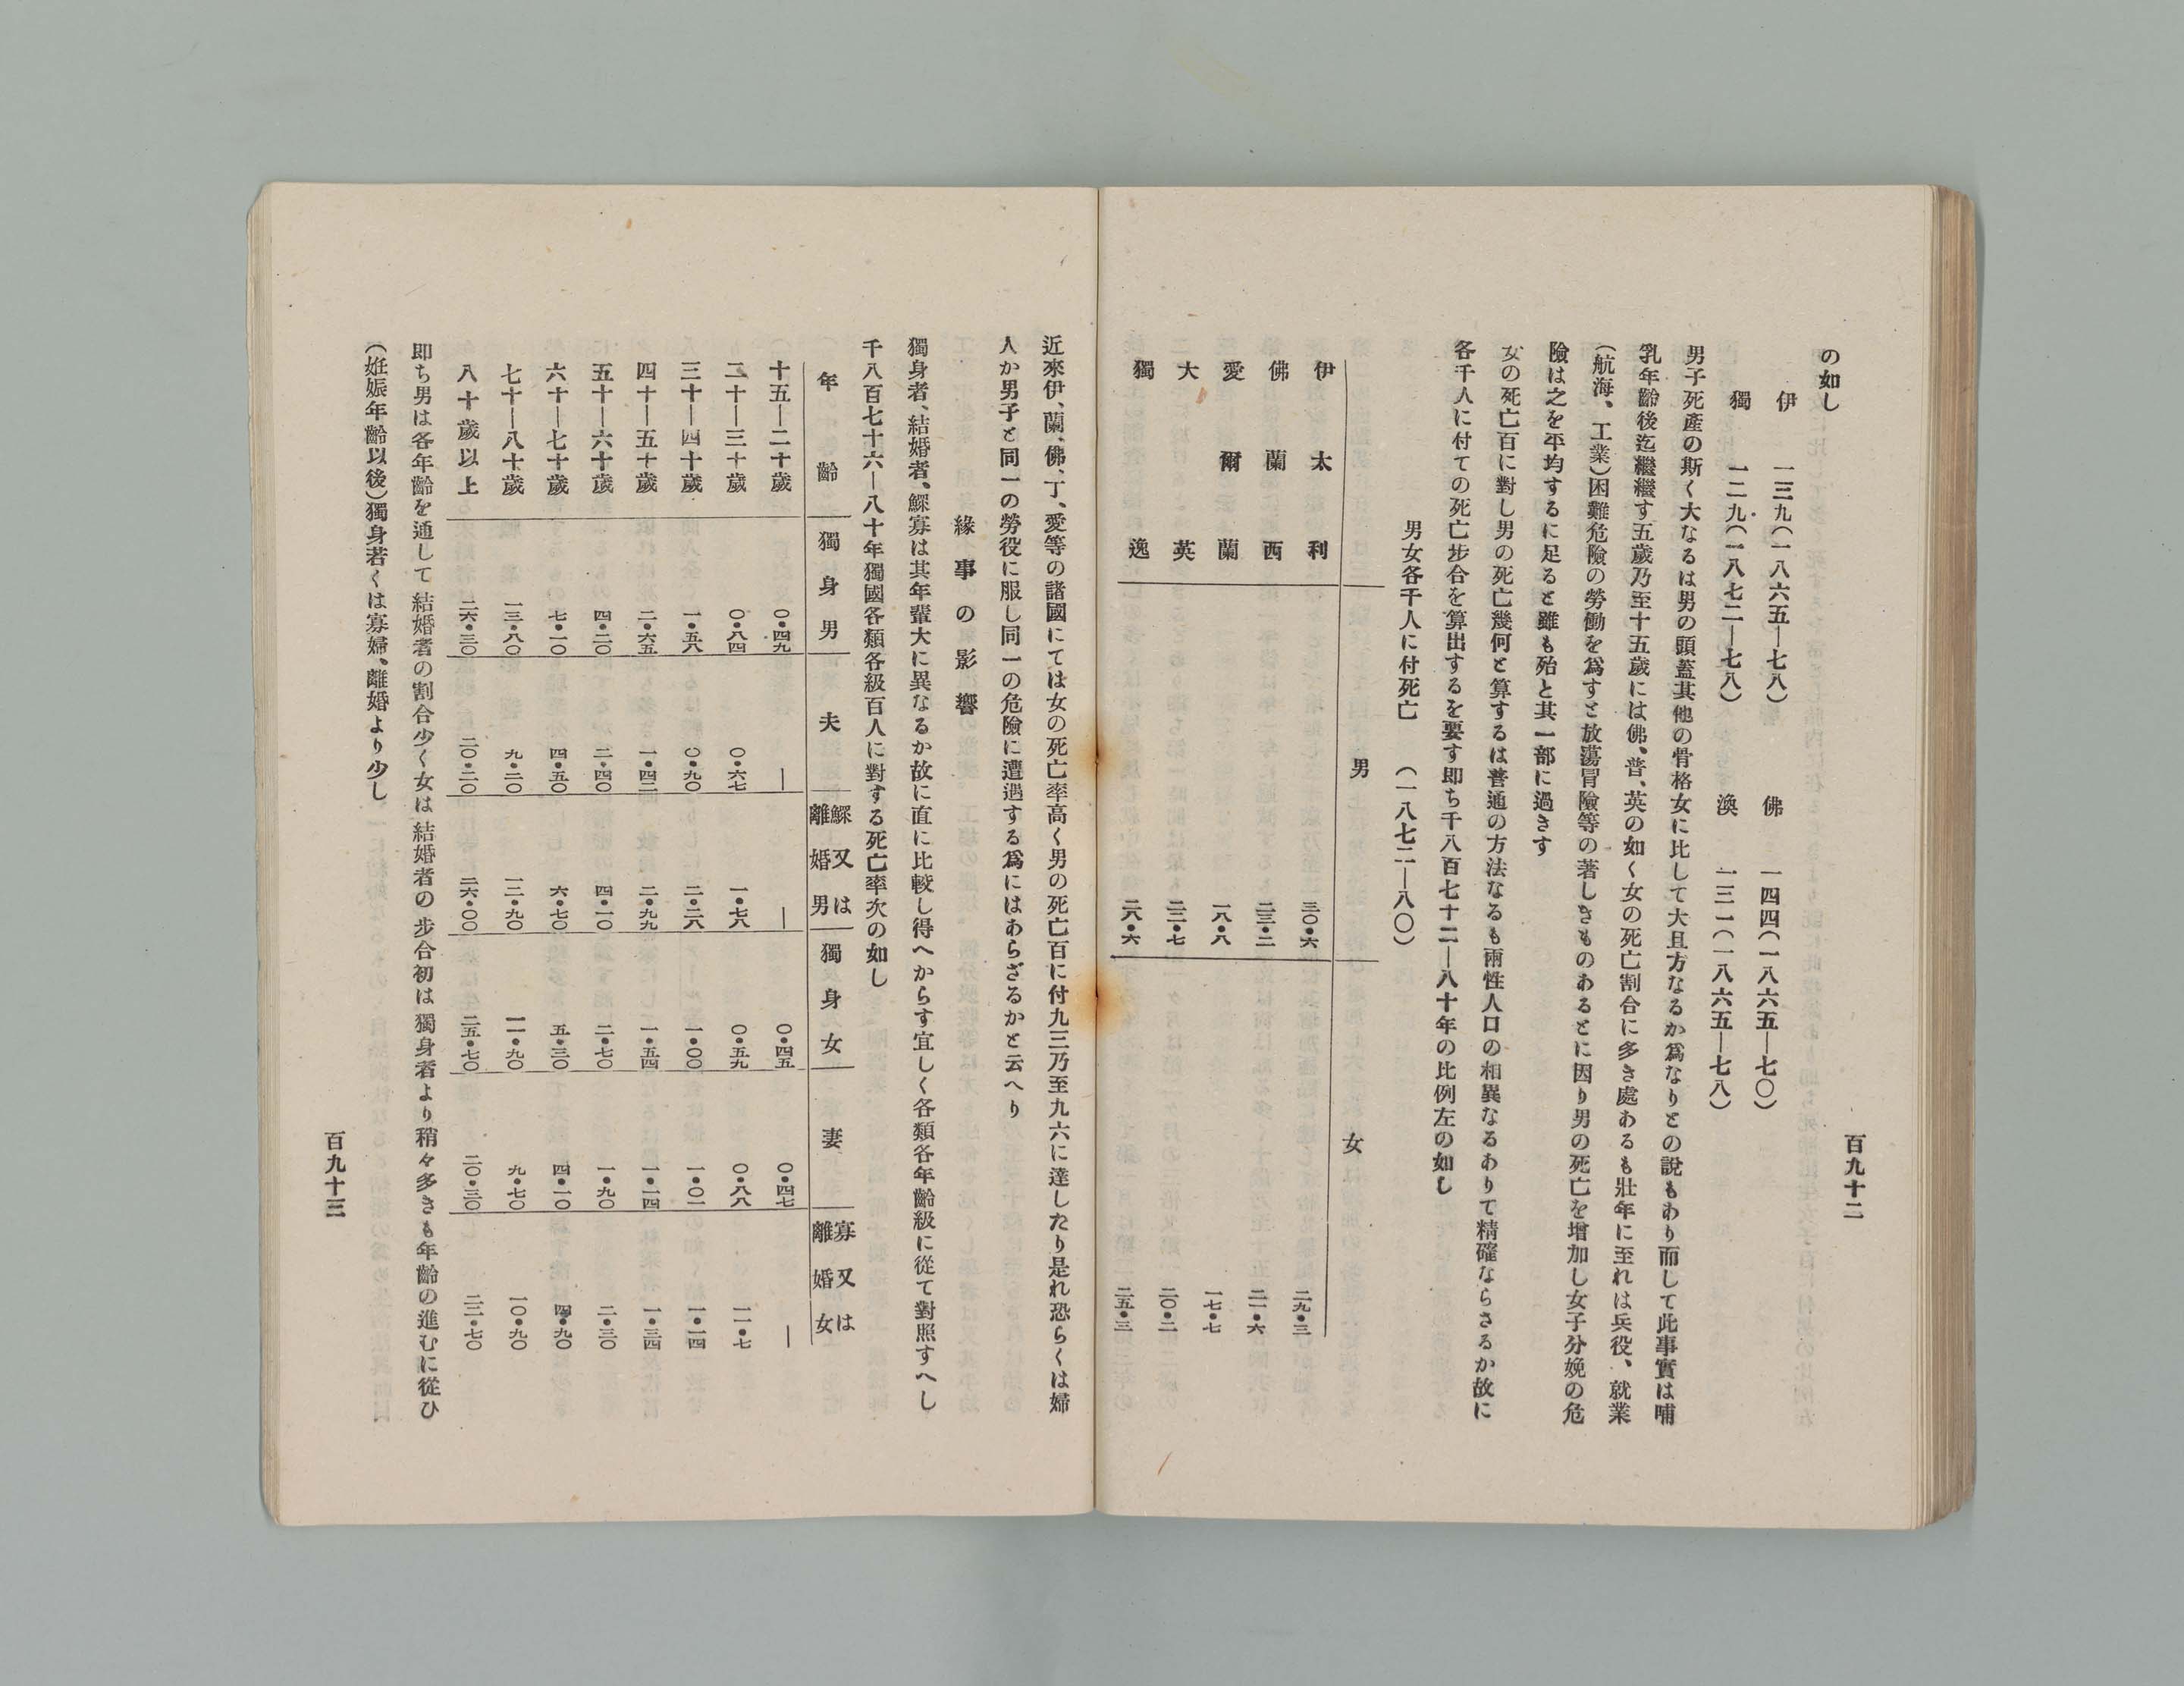 百九十二
の如し
伊　一三九(一八六五—七八)　佛　一四四(一八六五—七〇)
獨　一二九(一八七二—七八)　澳　一三一(一八六五—七八)
男子死產の斯く大なるは男の頭蓋其他の骨格女に比して大且方なるか爲なりとの說もあり而して此事實は哺
乳年齡後迄繼繼す五歲乃至十五歲には佛、普、英の如く女の死亡割合に多き處あるも壯年に至れは兵役、就業
(航海、工業)困難危險の勞働を爲すと放蕩冒險等の著しきものあるとに因り男の死亡を增加し女子分娩の危
險は之を平均するに足ると雖も殆と其一部に過きす
女の死亡百に對し男の死亡幾何と算するは普通の方法なるも兩性人口の相異なるありて精確ならさるか故に
各千人に付ての死亡步合を算出するを要す即ち千八百七十二—八十年の比例左の如し
男女各千人に付死亡　(一八七二—八〇)
男　女
伊太利　三〇・六　二九・三
佛蘭西　二三・二　二一・六
愛爾蘭　一八・八　一七・七
大英　二二・七　二〇・二
獨逸　二八・六　二五・三
近來伊、蘭、佛、丁、愛等の諸國にては女の死亡率高く男の死亡百に付九三乃至九六に達したり是れ恐らくは婦
人か男子と同一の勞役に服し同一の危險に遭遇する爲にはあらざるかと云へり
緣事の影響
獨身者、結婚者、鰥寡は其年輩大に異なるか故に直に比較し得へからす宜しく各類各年齡級に從て對照すへし
千八百七十六—八十年獨國各類各級百人に對する死亡率次の如し
年齡　獨身男　夫　鰥又は離婚男　獨身女　妻　寡又は離婚女
十五—二十歲　〇・四九　—　—　〇・四五　〇・四七　—
二十—三十歲　〇・八四　〇・六七　一・七八　〇・五九　〇・八八　一一・七
三十—四十歲　一・五八　〇・九〇　二・二八　一・〇〇　一・〇一　一・一四
四十—五十歲　二・六五　一・四二　二・九九　一・五四　一・一四　一・三四
五十—六十歲　四・二〇　二・四〇　四・一〇　二・七〇　一・九〇　二・三〇
六十—七十歲　七・一〇　四・五〇　六・七〇　五・三〇　四・一〇　四・九〇
七十—八十歲　一三・八〇　九・二〇　一二・九〇　一一・九〇　九・七〇　一〇・九〇
八十歲以上　二六・三〇　二〇・二〇　二六・〇〇　二五・七〇　二〇・三〇　二二・七〇
即ち男は各年齡を通して結婚者の割合少く女は結婚者の步合初は獨身者より稍々多きも年齡の進むに從ひ
(姙娠年齡以後)獨身若くは寡婦、離婚より少し
百九十三